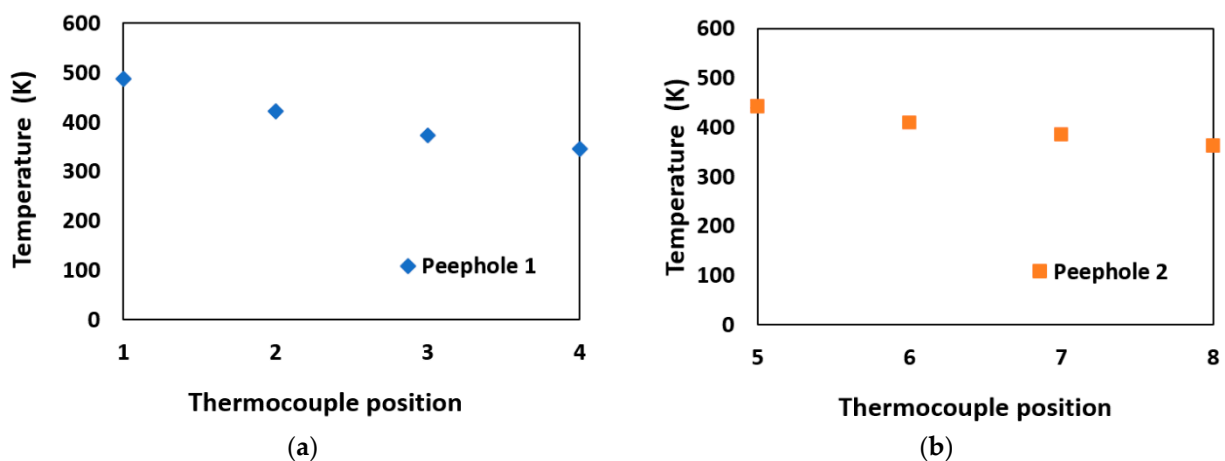 600
500
400
300
200
100
0
Temperature (K)
Peephole 1
1 2 3 4
Thermocouple position
(a)
600
500
400
300
200
100
0
Temperature (K)
Peephole 2
5 6 7 8
Thermocouple position
(b)